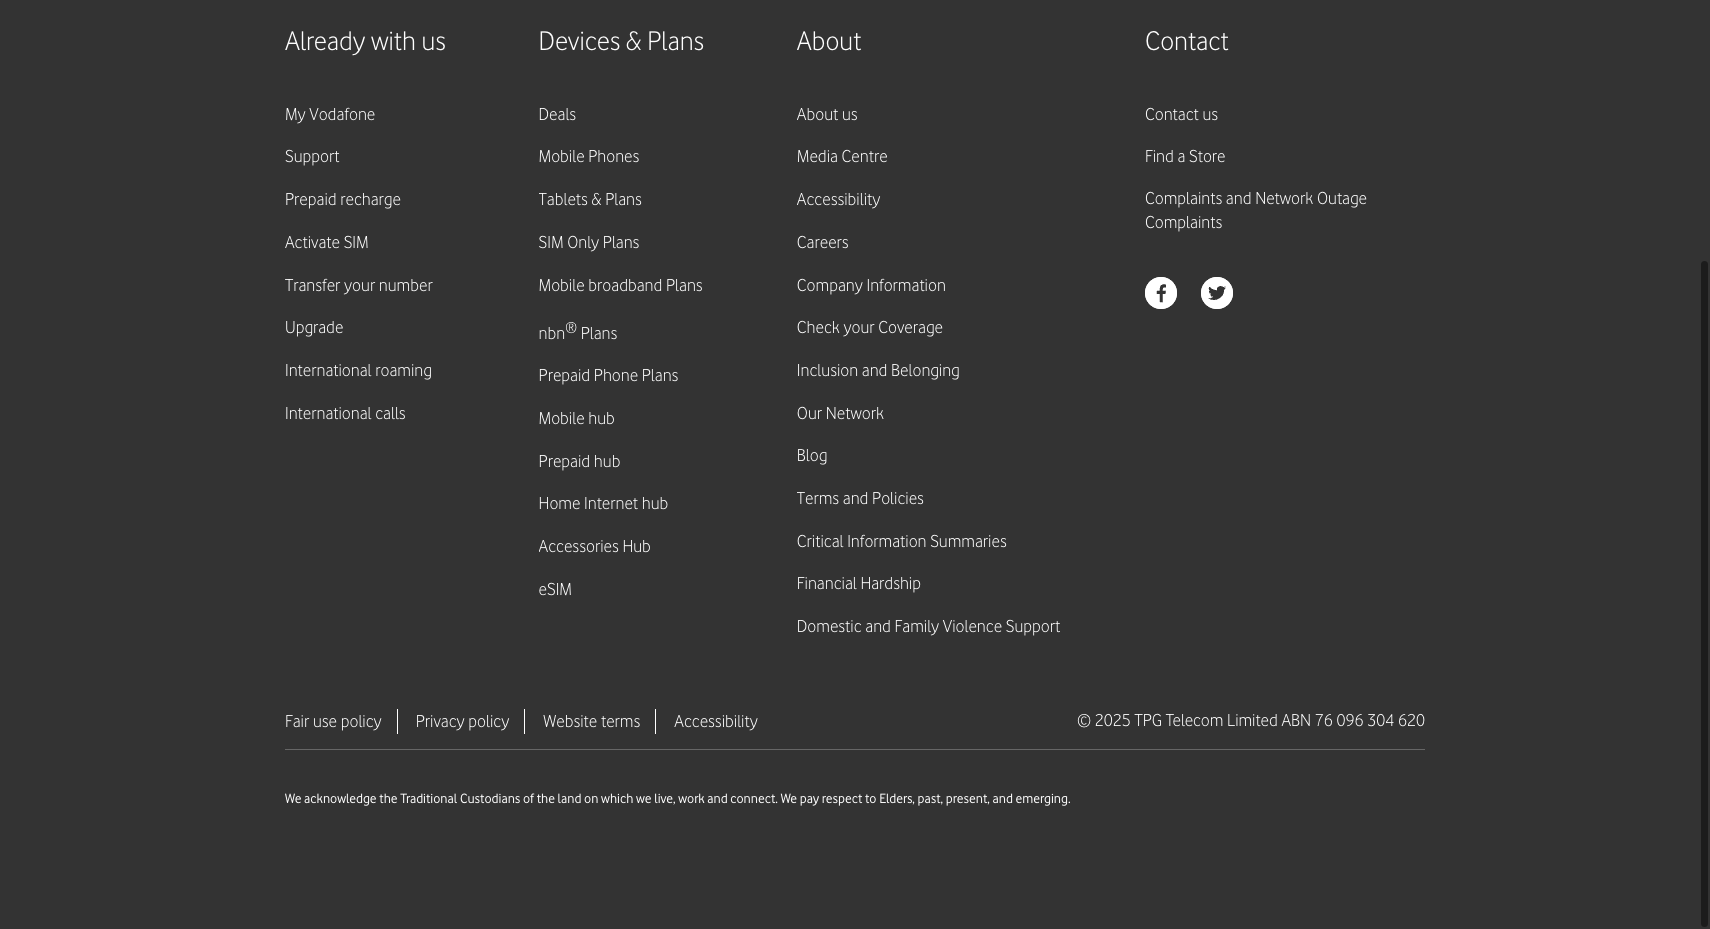 Already with us
My Vodafone
Support
Prepaid recharge
Activate SIM
Transfer your number
Upgrade
International roaming
International calls
Devices & Plans
Deals
Mobile Phones
Tablets & Plans
SIM Only Plans
Mobile broadband Plans
nbn® Plans
Prepaid Phone Plans
Mobile hub
Prepaid hub
Home Internet hub
Accessories Hub
eSIM
About
About us
Media Centre
Accessibility
Careers
Company Information
Check your Coverage
Inclusion and Belonging
Our Network
Blog
Terms and Policies
Critical Information Summaries
Financial Hardship
Domestic and Family Violence Support
Contact
Contact us
Find a Store
Complaints and Network Outage
Complaints
Fair use policy
Privacy policy
Website terms
Accessibility
© 2025 TPG Telecom Limited ABN 76 096 304 620
We acknowledge the Traditional Custodians of the land on which we live, work and connect. We pay respect to Elders, past, present, and emerging.